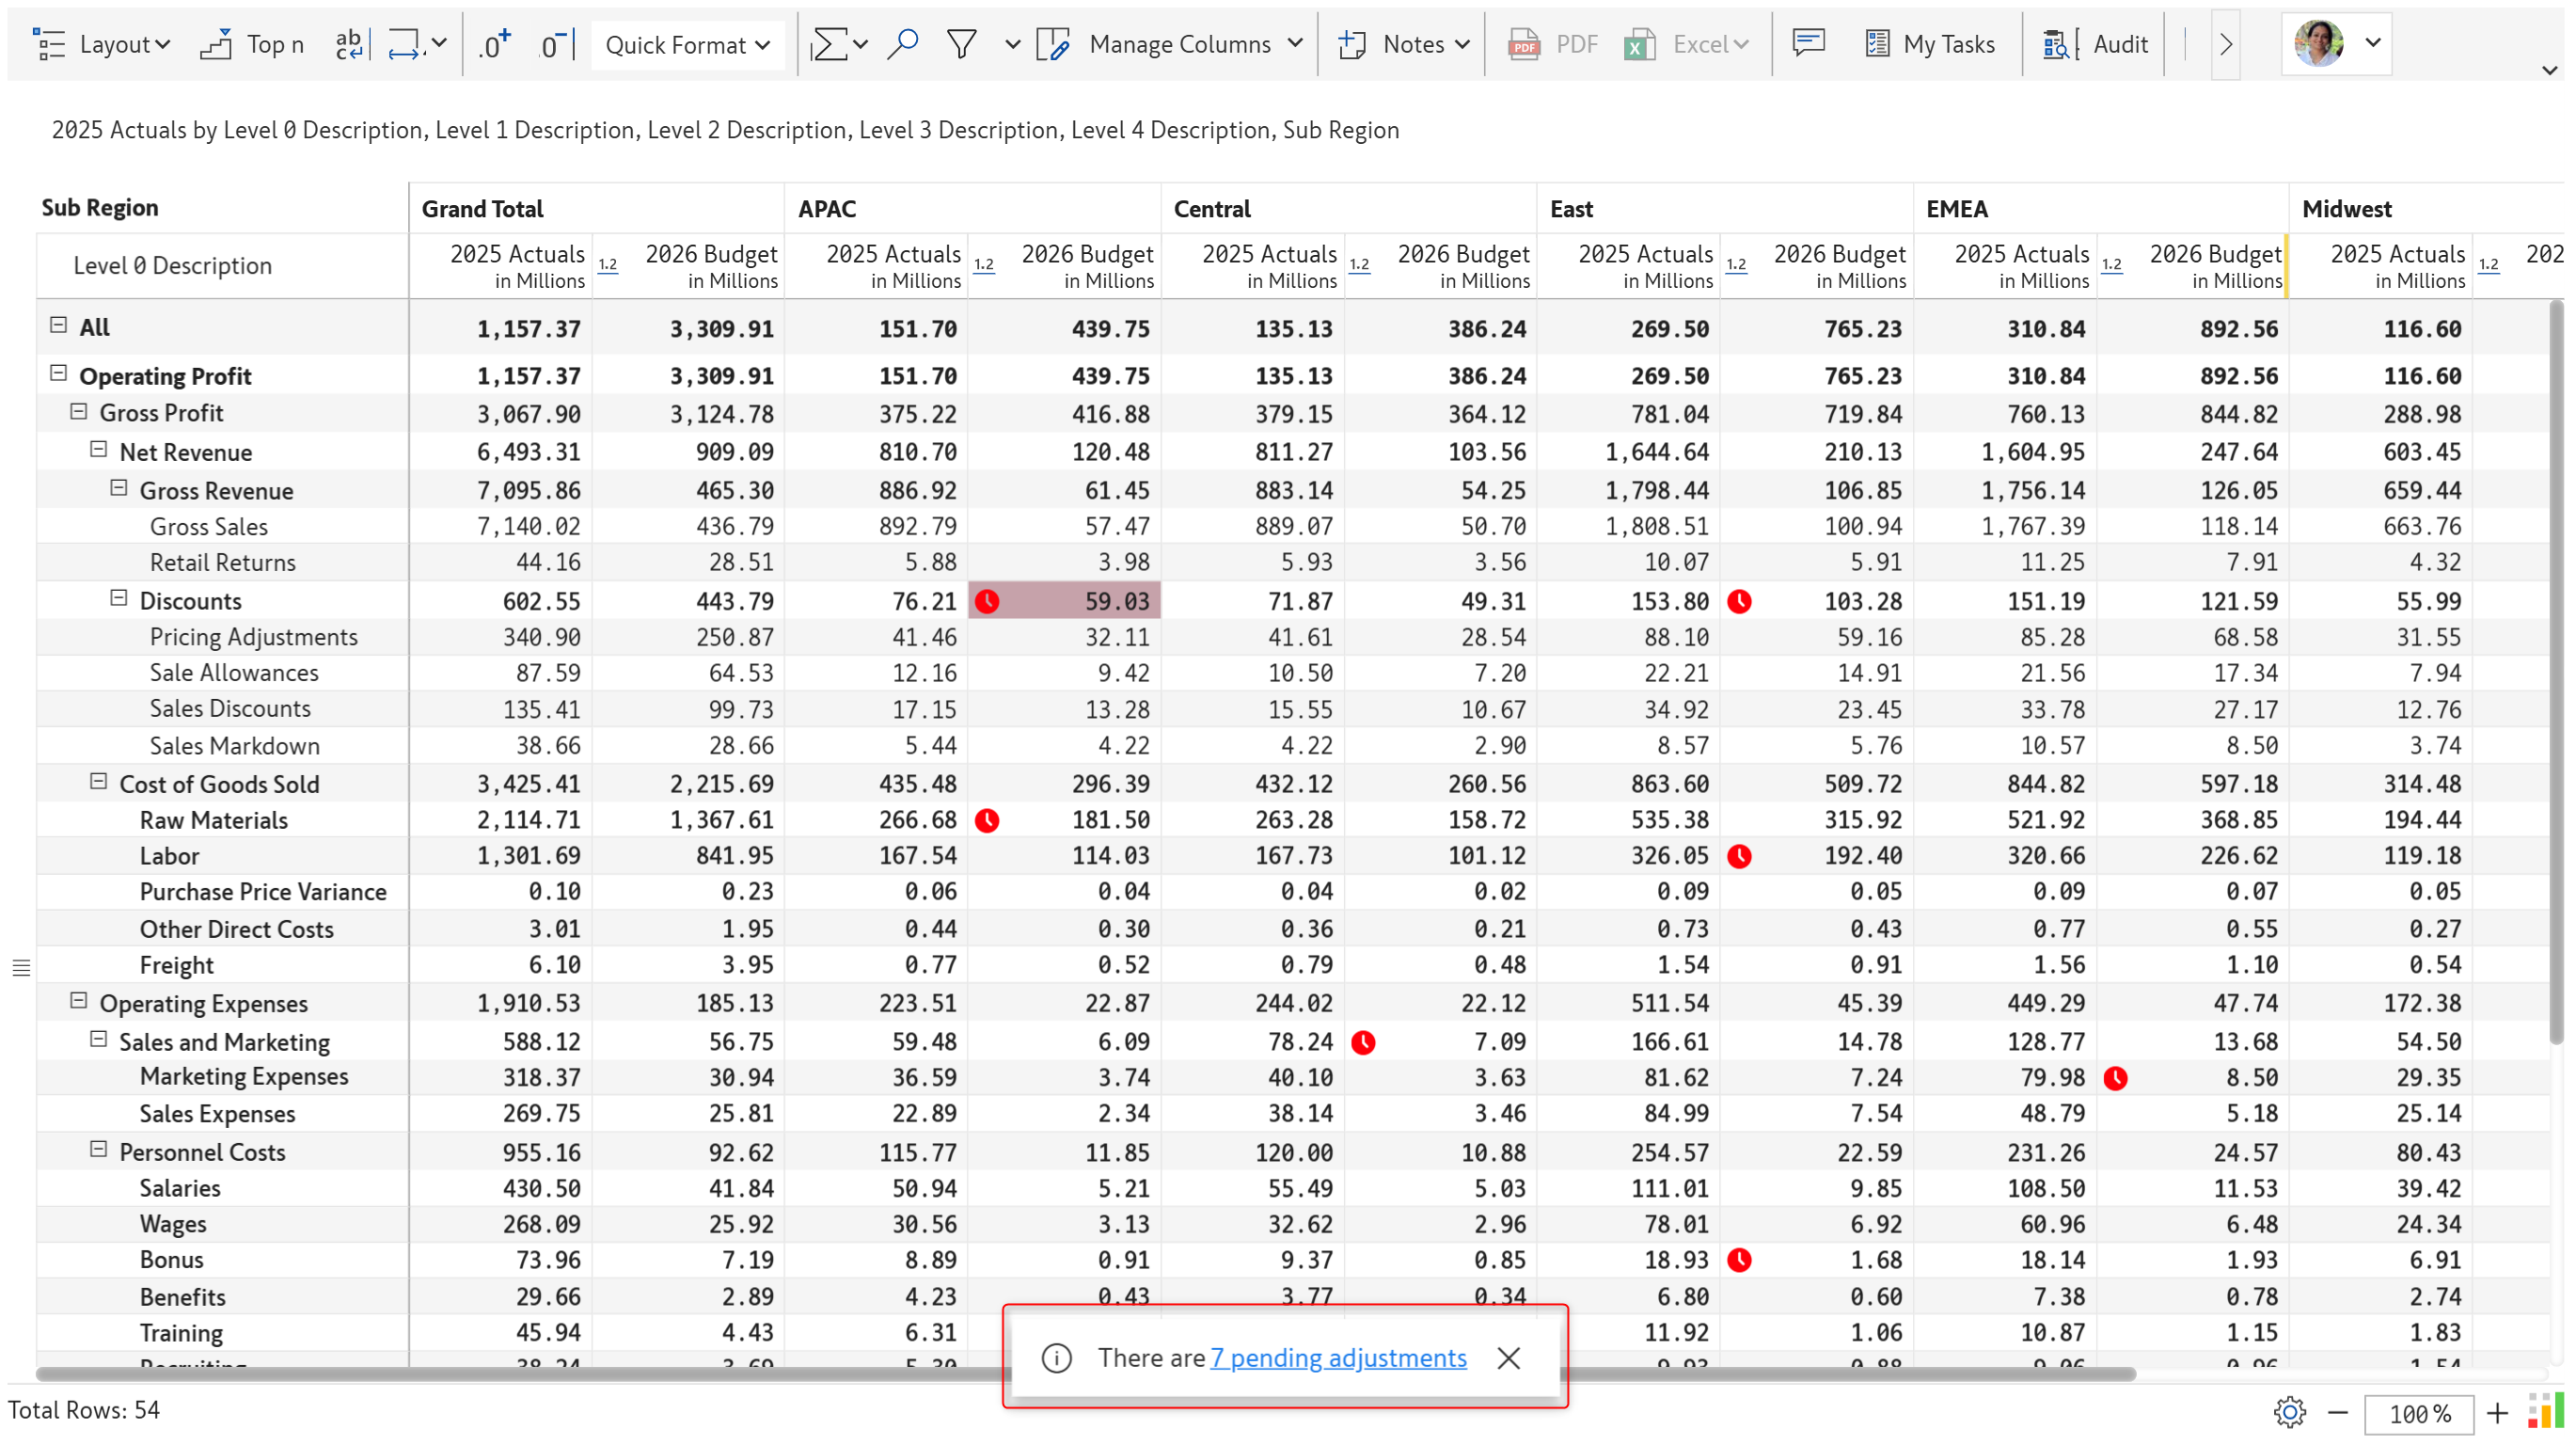 Layout Top n ab c .0+ .0- Quick Format Manage Columns Notes PDF PDF Excel My Tasks Audit
2025 Actuals by Level 0 Description, Level 1 Description, Level 2 Description, Level 3 Description, Level 4 Description, Sub Region
Sub Region Grand Total APAC Central East EMEA Midwest
Level 0 Description 2025 Actuals 1.2 2026 Budget 2025 Actuals 1.2 2026 Budget 2025 Actuals 1.2 2026 Budget 2025 Actuals 1.2 2026 Budget 2025 Actuals 1.2 2026 Budget 2025 Actuals 1.2 202
in Millions in Millions in Millions in Millions in Millions in Millions in Millions in Millions in Millions in Millions in Millions
All 1,157.37 3,309.91 151.70 439.75 135.13 386.24 269.50 765.23 310.84 892.56 116.60
Operating Profit 1,157.37 3,309.91 151.70 439.75 135.13 386.24 269.50 765.23 310.84 892.56 116.60
Gross Profit 3,067.90 3,124.78 375.22 416.88 379.15 364.12 781.04 719.84 760.13 844.82 288.98
Net Revenue 6,493.31 909.09 810.70 120.48 811.27 103.56 1,644.64 210.13 1,604.95 247.64 603.45
Gross Revenue 7,095.86 465.30 886.92 61.45 883.14 54.25 1,798.44 106.85 1,756.14 126.05 659.44
Gross Sales 7,140.02 436.79 892.79 57.47 889.07 50.70 1,808.51 100.94 1,767.39 118.14 663.76
Retail Returns 44.16 28.51 5.88 3.98 5.93 3.56 10.07 5.91 11.25 7.91 4.32
Discounts 602.55 443.79 76.21 59.03 71.87 49.31 153.80 103.28 151.19 121.59 55.99
Pricing Adjustments 340.90 250.87 41.46 32.11 41.61 28.54 88.10 59.16 85.28 68.58 31.55
Sale Allowances 87.59 64.53 12.16 9.42 10.50 7.20 22.21 14.91 21.56 17.34 7.94
Sales Discounts 135.41 99.73 17.15 13.28 15.55 10.67 34.92 23.45 33.78 27.17 12.76
Sales Markdown 38.66 28.66 5.44 4.22 4.22 2.90 8.57 5.76 10.57 8.50 3.74
Cost of Goods Sold 3,425.41 2,215.69 435.48 296.39 432.12 260.56 863.60 509.72 844.82 597.18 314.48
Raw Materials 2,114.71 1,367.61 266.68 181.50 263.28 158.72 535.38 315.92 521.92 368.85 194.44
Labor 1,301.69 841.95 167.54 114.03 167.73 101.12 326.05 192.40 320.66 226.62 119.18
Purchase Price Variance 0.10 0.23 0.06 0.04 0.04 0.02 0.09 0.05 0.09 0.07 0.05
Other Direct Costs 3.01 1.95 0.44 0.30 0.36 0.21 0.73 0.43 0.77 0.55 0.27
Freight 6.10 3.95 0.77 0.52 0.79 0.48 1.54 0.91 1.56 1.10 0.54
Operating Expenses 1,910.53 185.13 223.51 22.87 244.02 22.12 511.54 45.39 449.29 47.74 172.38
Sales and Marketing 588.12 56.75 59.48 6.09 78.24 7.09 166.61 14.78 128.77 13.68 54.50
Marketing Expenses 318.37 30.94 36.59 3.74 40.10 3.63 81.62 7.24 79.98 8.50 29.35
Sales Expenses 269.75 25.81 22.89 2.34 38.14 3.46 84.99 7.54 48.79 5.18 25.14
Personnel Costs 955.16 92.62 115.77 11.85 120.00 10.88 254.57 22.59 231.26 24.57 80.43
Salaries 430.50 41.84 50.94 5.21 55.49 5.03 111.01 9.85 108.50 11.53 39.42
Wages 268.09 25.92 30.56 3.13 32.62 2.96 78.01 6.92 60.96 6.48 24.34
Bonus 73.96 7.19 8.89 0.91 9.37 0.85 18.93 1.68 18.14 1.93 6.91
Benefits 29.66 2.89 4.23 0.43 3.77 0.34 6.80 0.60 7.38 0.78 2.74
Training 45.94 4.43 6.31 11.92 1.06 10.87 1.15 1.83
There are 7 pending adjustments
Total Rows: 54 100 %